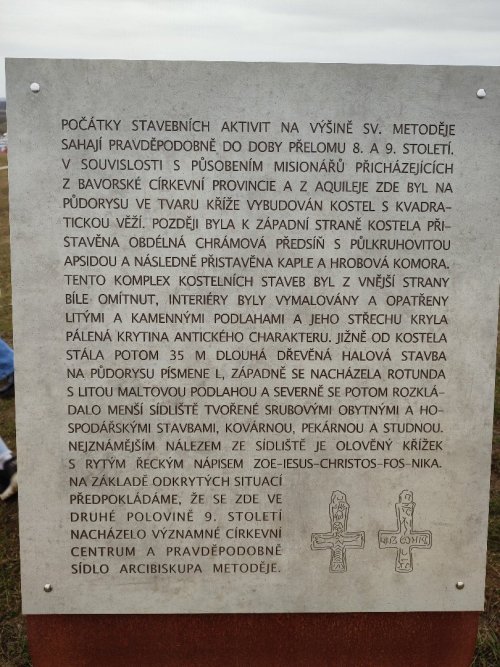 POČÁTKY STAVEBNÍCH AKTIVIT NA VÝŠINĚ SV. METODĚJE
SAHAJÍ PRAVDĚPODOBNĚ DO DOBY PŘELOMU 8. A 9. STOLETÍ.
V SOUVISLOSTI S PŮSOBENÍM MISIONÁŘŮ PŘICHÁZEJÍCÍCH
Z BAVORSKÉ CÍRKEVNÍ PROVINCIE A Z AQUILEJE ZDE BYL NA
PŮDORYSU VE TVARU KŘÍŽE VYBUDOVÁN KOSTEL S KVADRA-
TICKOU VĚŽÍ. POZDĚJI BYLA K ZÁPADNÍ STRANĚ KOSTELA PŘI-
STAVĚNA OBDÉLNÁ CHRÁMOVÁ PŘEDSÍŇ S PŮLKRUHOVITOU
APSIDOU A NÁSLEDNĚ PŘISTAVĚNA KAPLE A HROBOVÁ KOMORA.
TENTO KOMPLEX KOSTELNÍCH STAVEB BYL Z VNĚJŠÍ STRANY
BÍLE OMÍTNUT, INTERIÉRY BYLY VYMALOVÁNY A OPATŘENY
LITÝMI A KAMENNÝMI PODLAHAMI A JEHO STŘECHU KRYLA
PÁLENÁ KRYTINA ANTICKÉHO CHARAKTERU. JIŽNĚ OD KOSTELA
STÁLA POTOM 35 M DLOUHÁ DŘEVĚNÁ HALOVÁ STAVBA
NA PŮDORYSU PÍSMENE L, ZÁPADNĚ SE NACHÁZELA ROTUNDA
S LITOU MALTOVOU PODLAHOU A SEVERNĚ SE POTOM ROZKLÁ-
DALO MENŠÍ SÍDLIŠTĚ TVOŘENÉ SRUBOVÝMI OBYTNÝMI A HO-
SPODÁŘSKÝMI STAVBAMI, KOVÁRNOU, PEKÁRNOU A STUDNOU.
NEJZNÁMĚJŠÍM NÁLEZEM ZE SÍDLIŠTĚ JE OLOVĚNÝ KŘÍŽEK
S RYTÝM ŘECKÝM NÁPISEM ZOE-IESUS-CHRISTOS-FOS-NIKA.
NA ZÁKLADĚ ODKRYTÝCH SITUACÍ
PŘEDPOKLÁDÁME, ŽE SE ZDE VE
DRUHÉ POLOVINĚ 9. STOLETÍ
NACHÁZELO VÝZNAMNÉ CÍRKEVNÍ
CENTRUM A PRAVDĚPODOBNĚ
SÍDLO ARCIBISKUPA METODĚJE.